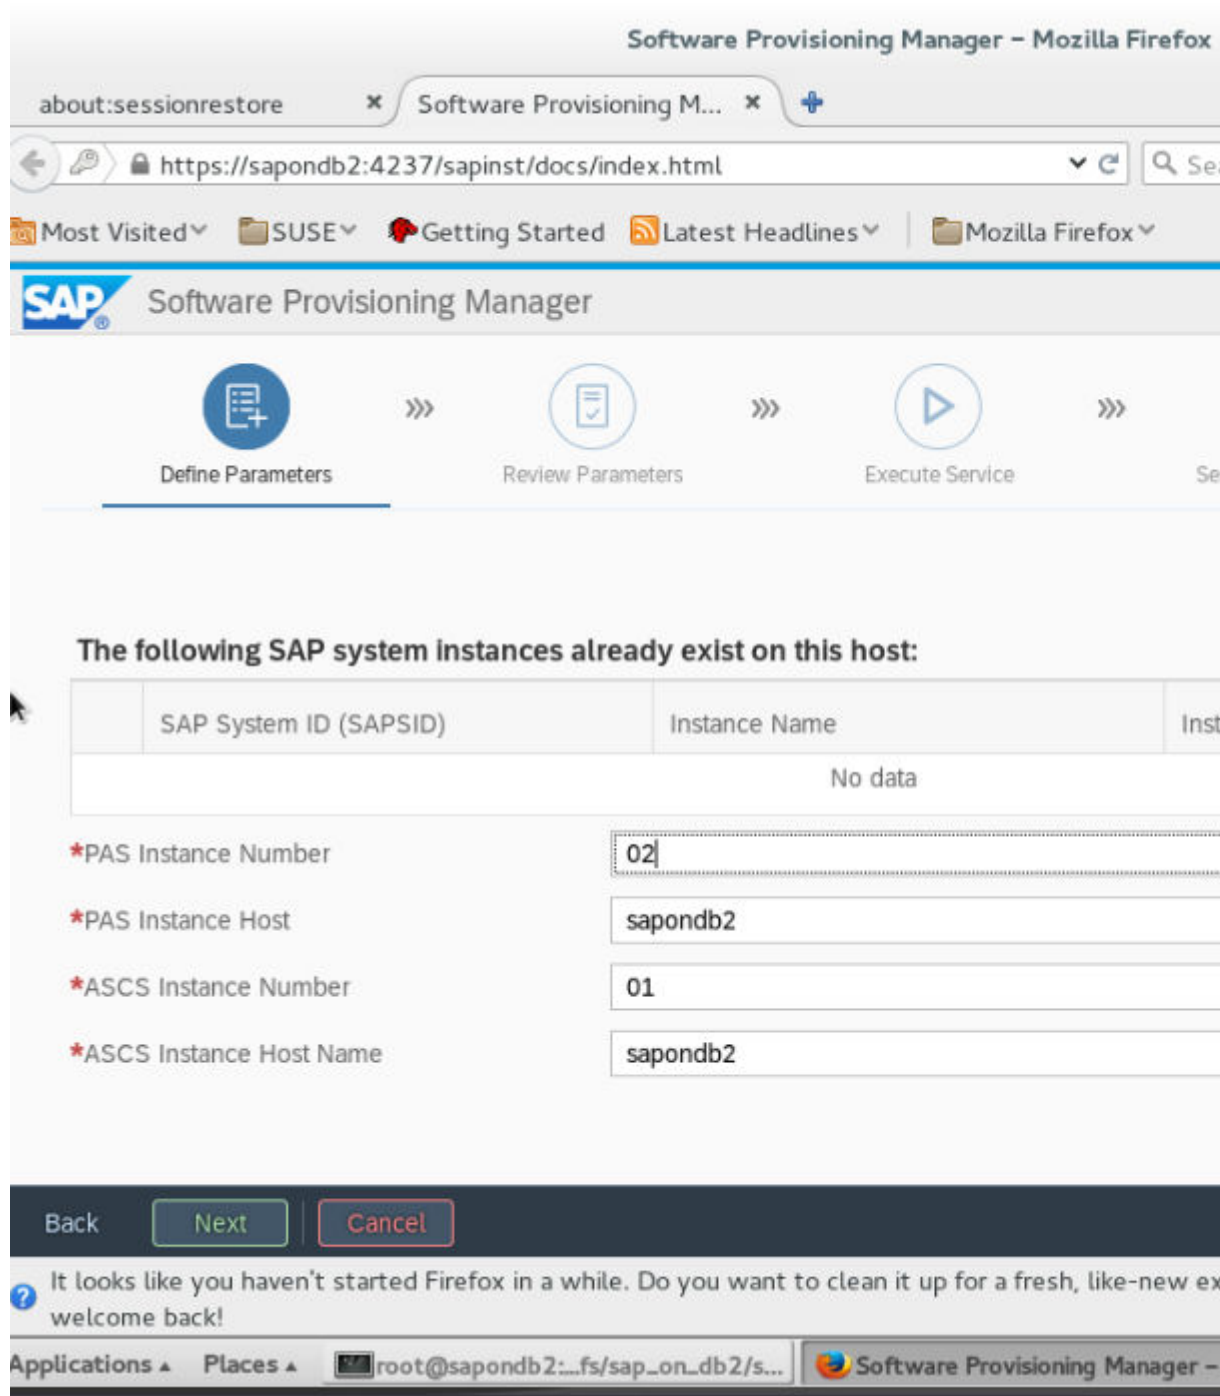 Software Provisioning Manager – Mozilla Firefox
about:sessionrestore × Software Provisioning M... ×
https://sapondb2:4237/sapinst/docs/index.html
Most Visited SUSE Getting Started Latest Headlines Mozilla Firefox
SAP® Software Provisioning Manager
Define Parameters Review Parameters Execute Service
The following SAP system instances already exist on this host:
SAP System ID (SAPSID) Instance Name
No data
*PAS Instance Number 02
*PAS Instance Host sapondb2
*ASCS Instance Number 01
*ASCS Instance Host Name sapondb2
Back Next Cancel
It looks like you haven't started Firefox in a while. Do you want to clean it up for a fresh, like-new
welcome back!
Applications Places root@sapondb2:...fs/sap_on_db2/s... Software Provisioning Manager –